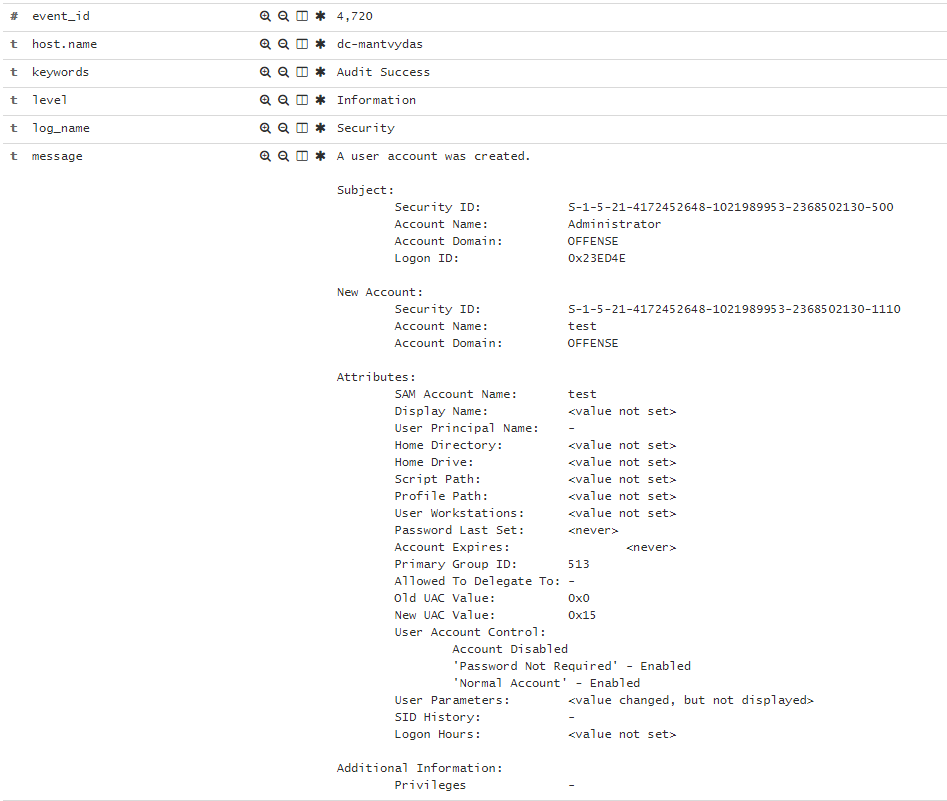 # event_id 4,720
t host.name dc-mantvydas
t keywords Audit Success
t level Information
t log_name Security
t message A user account was created.
Subject:
Security ID: S-1-5-21-4172452648-1021989953-2368502130-500
Account Name: Administrator
Account Domain: OFFENSE
Logon ID: 0x23ED4E
New Account:
Security ID: S-1-5-21-4172452648-1021989953-2368502130-1110
Account Name: test
Account Domain: OFFENSE
Attributes:
SAM Account Name: test
Display Name: <value not set>
User Principal Name: -
Home Directory: <value not set>
Home Drive: <value not set>
Script Path: <value not set>
Profile Path: <value not set>
User Workstations: <value not set>
Password Last Set: <never>
Account Expires: <never>
Primary Group ID: 513
Allowed To Delegate To: -
Old UAC Value: 0x0
New UAC Value: 0x15
User Account Control:
Account Disabled
'Password Not Required' - Enabled
'Normal Account' - Enabled
User Parameters: <value changed, but not displayed>
SID History: -
Logon Hours: <value not set>
Additional Information:
Privileges -